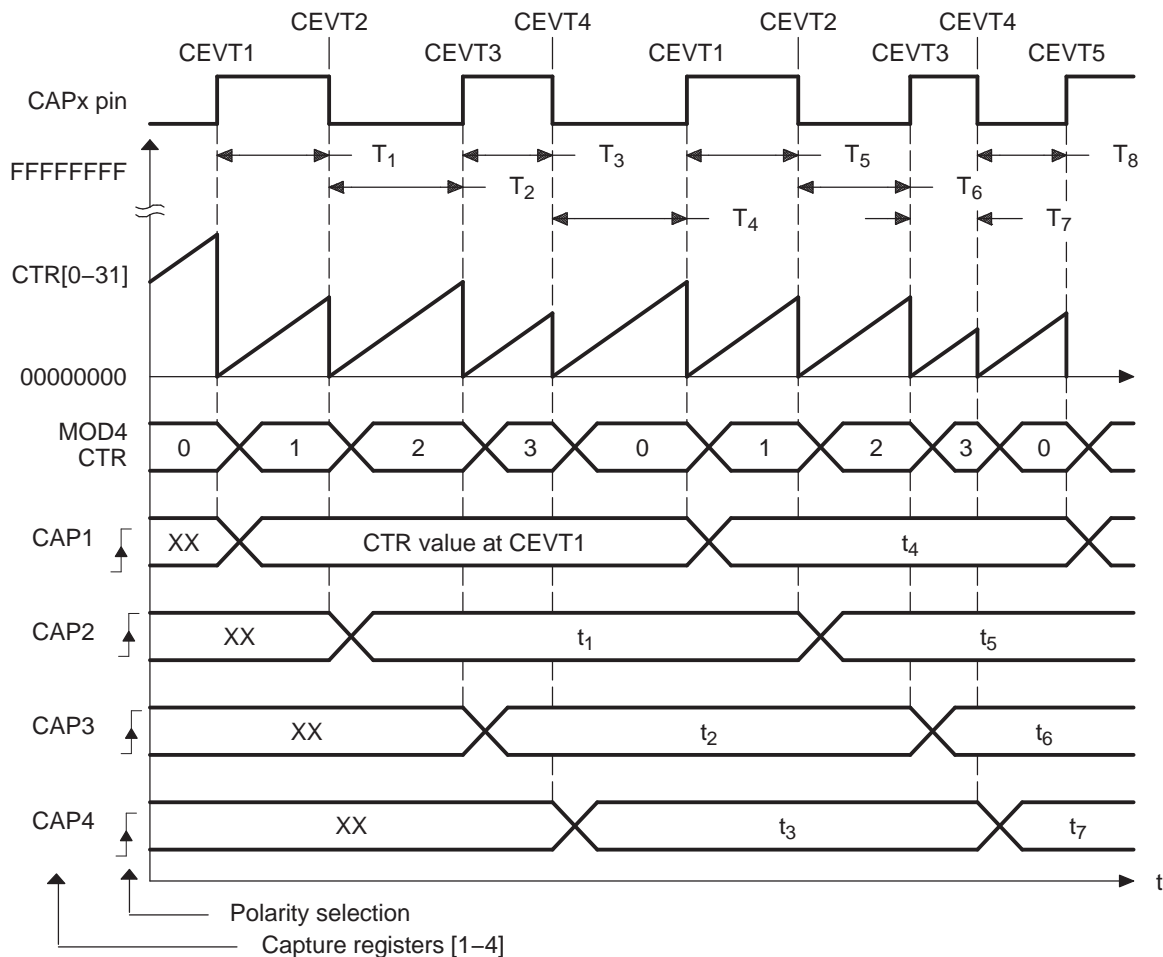 CEVT2 CEVT4 CEVT2 CEVT4
CEVT1 CEVT3 CEVT1 CEVT3 CEVT5
CAPx pin
T1 T3 T5 T8
FFFFFFFF
T2 T6
T4 T7
CTR[0–31]
00000000
MOD4
CTR
0 1 2 3 0 1 2 3 0
CAP1 XX CTR value at CEVT1 t4
CAP2 XX t1 t5
CAP3 XX t2 t6
CAP4 XX t3 t7
t
Polarity selection
Capture registers [1–4]